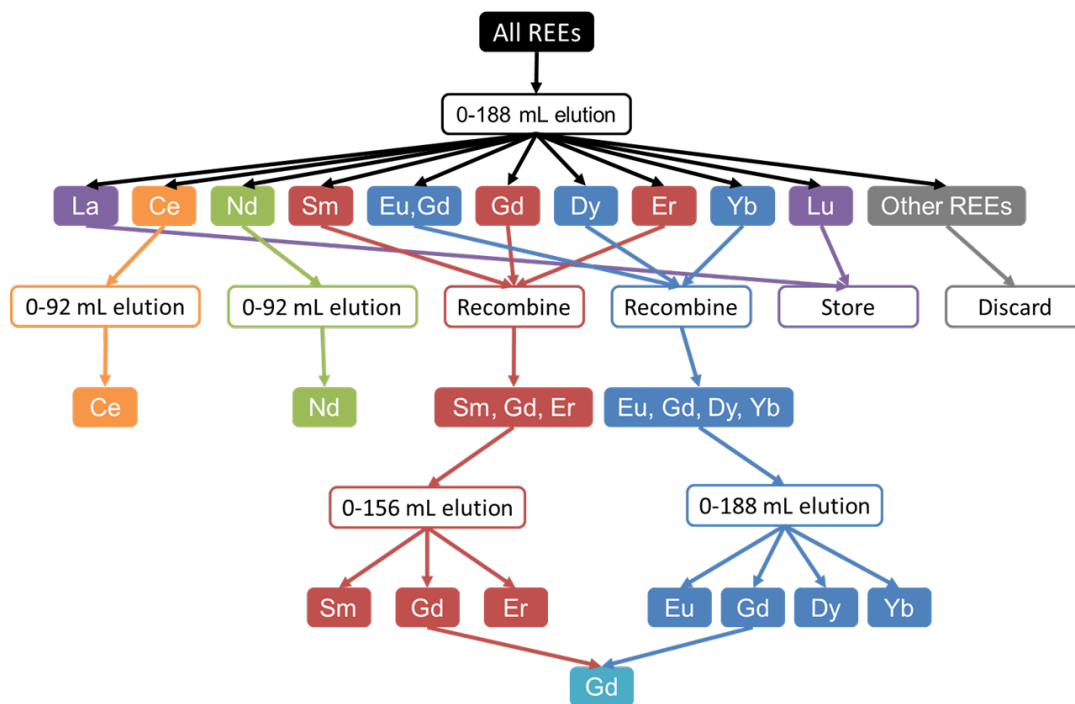 All REEs
0-188 mL elution
La
Ce
Nd
Sm
Eu,Gd
Gd
Dy
Er
Yb
Lu
Other REEs
0-92 mL elution
0-92 mL elution
Recombine
Recombine
Store
Discard
Ce
Nd
Sm, Gd, Er
Eu, Gd, Dy, Yb
0-156 mL elution
0-188 mL elution
Sm
Gd
Er
Eu
Gd
Dy
Yb
Gd